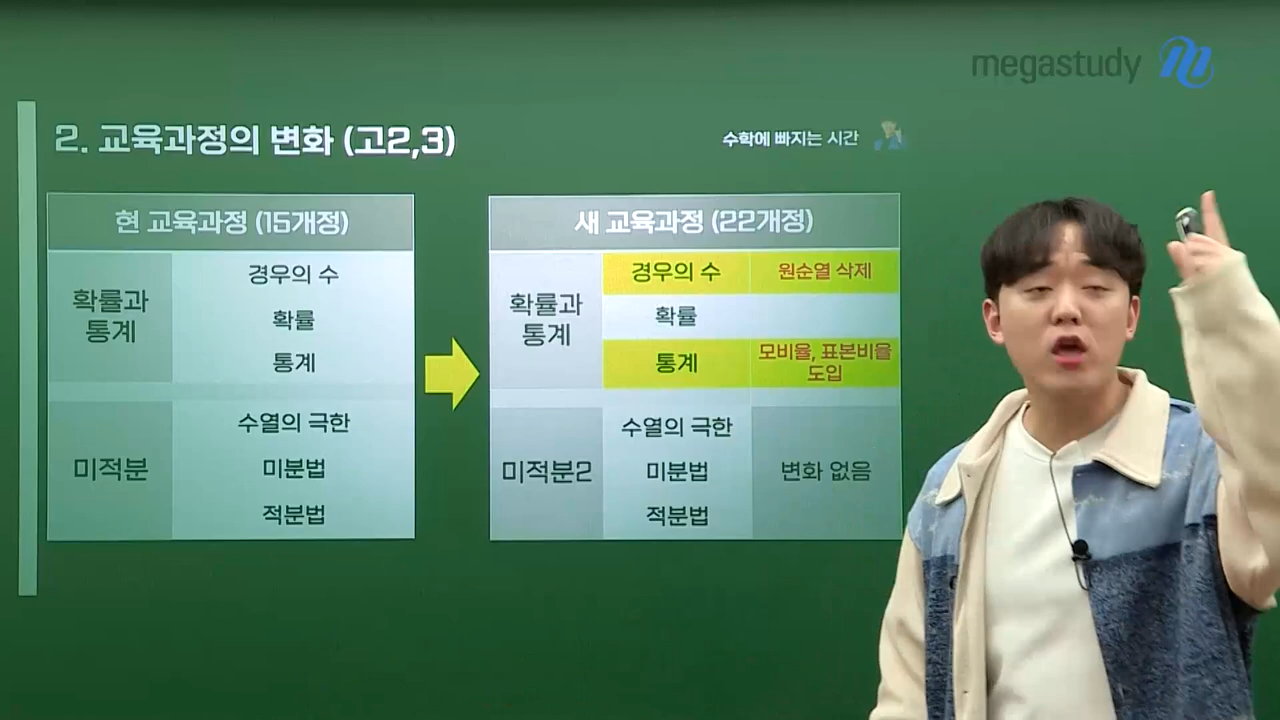 megastudy
2. 교육과정의 변화 (고2,3)
수학에 빠지는 시간
현 교육과정 (15개정)
확률과
통계
경우의 수
확률
통계
미적분
수열의 극한
미분법
적분법
새 교육과정 (22개정)
확률과
통계
경우의 수
원순열 삭제
확률
통계
모비율, 표본비율
도입
미적분2
수열의 극한
미분법
적분법
변화 없음